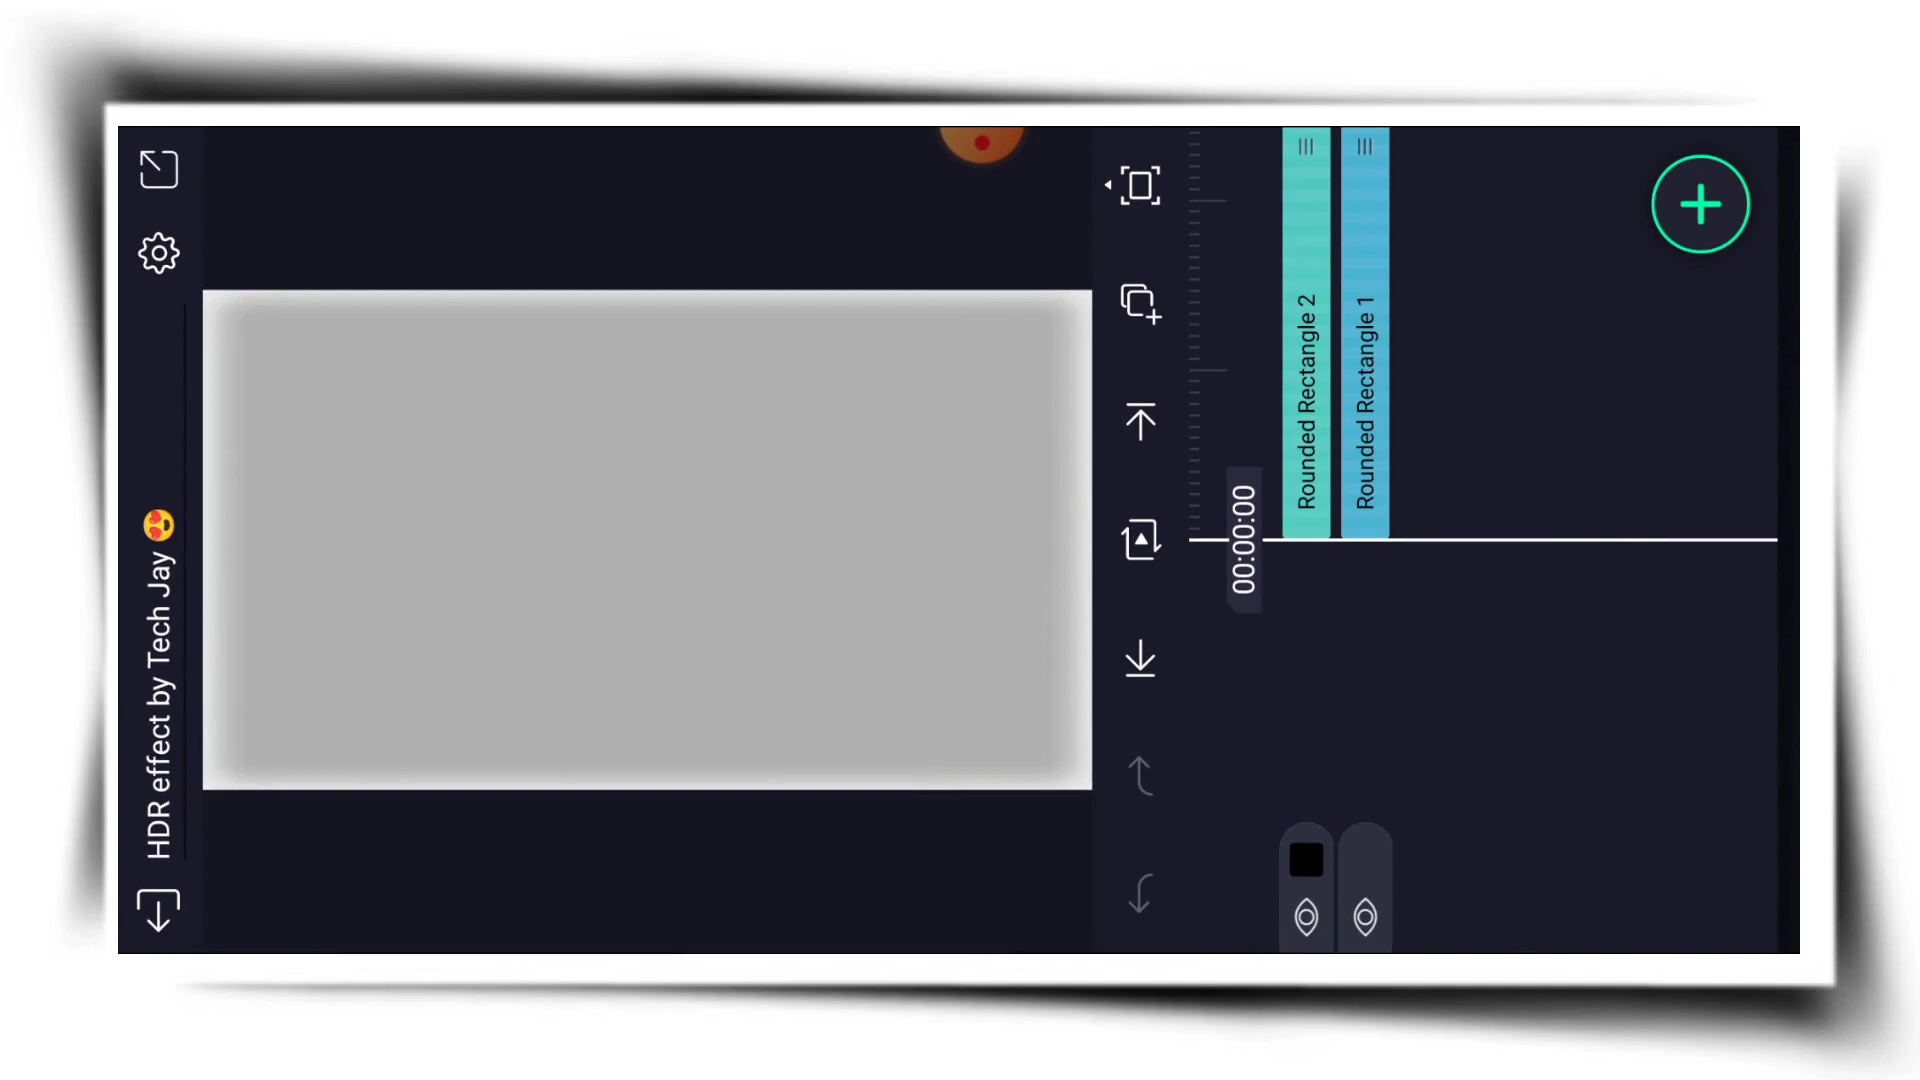 HDR effect by Tech Jay 😍
00:00:00
Rounded Rectangle 2
Rounded Rectangle 1